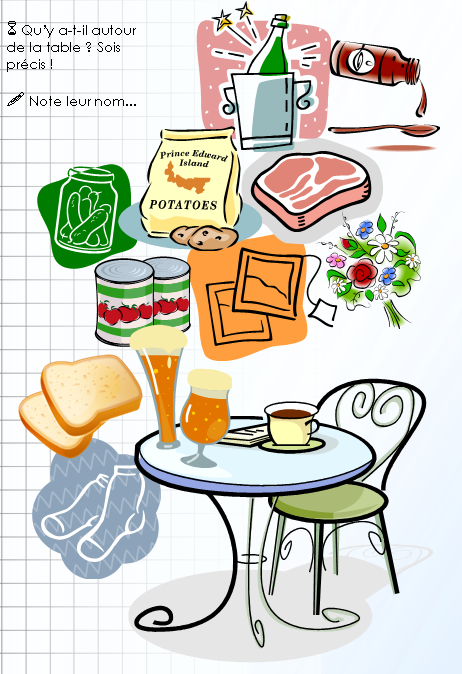 ⌛ Qu'y a-t-il autour
de la table ? Sois
précis !
✏ Note leur nom...
Prince Edward
Island
POTATOES